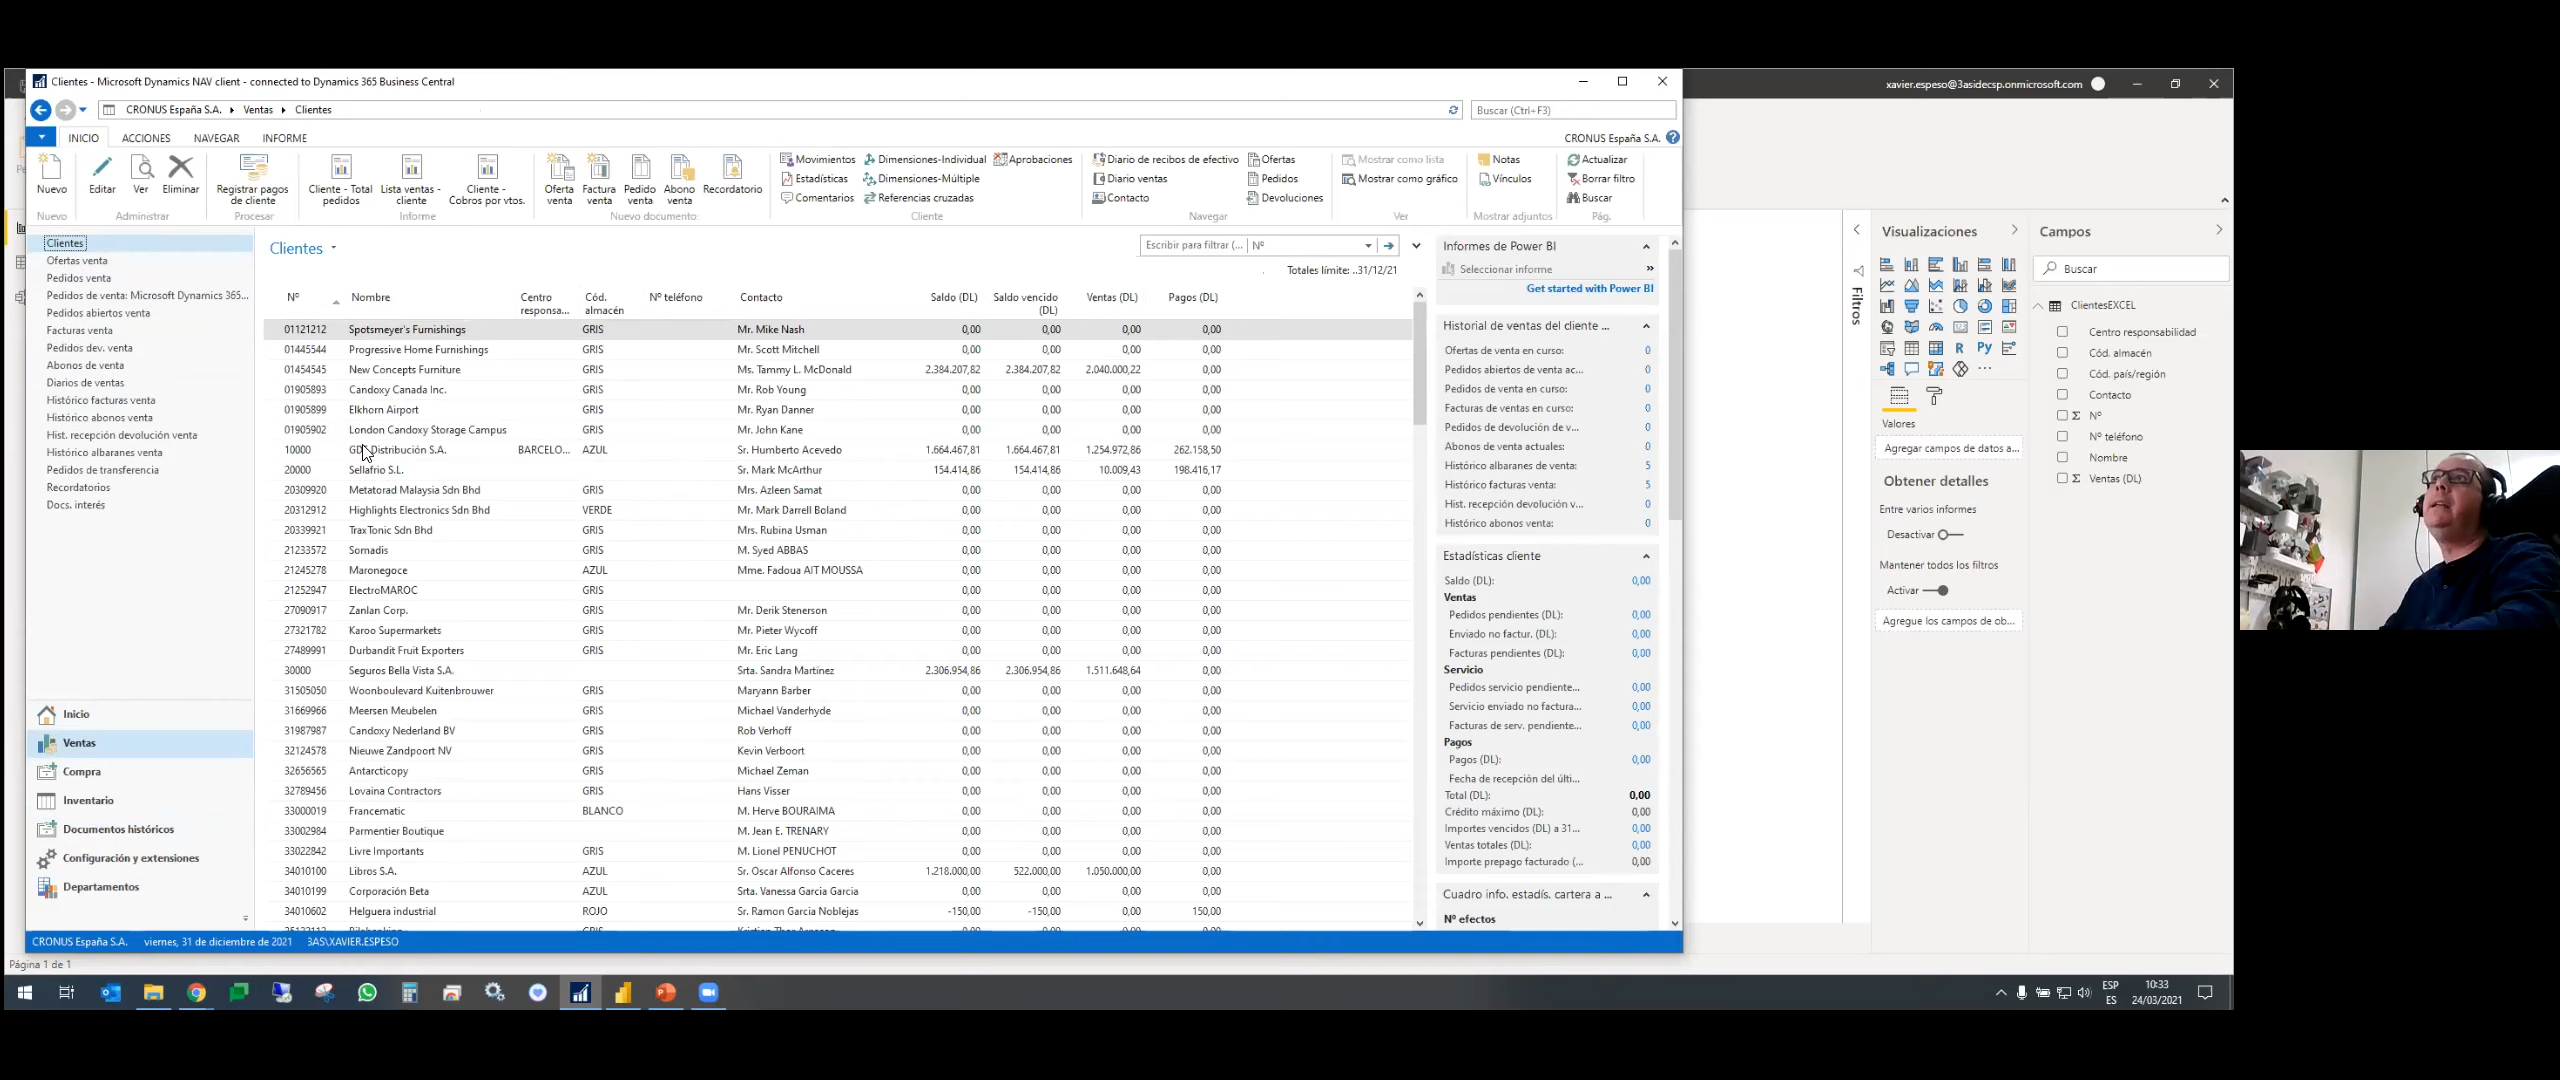 Clientes - Microsoft Dynamics NAV client - connected to Dynamics 365 Business Central
xavier.espeso@3asidecsp.onmicrosoft.com
CRONUS España S.A. Ventas Clientes
Buscar (Ctrl+F3)
INICIO ACCIONES NAVEGAR INFORME
CRONUS España S.A.
Nuevo
Editar Ver Eliminar
Registrar pagos de cliente
Cliente - Total pedidos
Lista ventas - cliente
Cliente - Cobros por vtos.
Oferta venta
Factura venta
Pedido venta
Abono venta
Recordatorio
Movimientos Dimensiones-Individual Aprobaciones
Estadísticas Dimensiones-Múltiple
Comentarios Referencias cruzadas
Diario de recibos de efectivo Ofertas
Diario ventas Pedidos
Contacto Devoluciones
Mostrar como lista
Mostrar como gráfico
Notas
Vínculos
Actualizar
Borrar filtro
Buscar
Nuevo Administrar Procesar Informe Nuevo documento: Cliente Navegar Ver Mostrar adjuntos Pág.
Clientes
Ofertas venta
Pedidos venta
Pedidos de venta: Microsoft Dynamics 365...
Pedidos abiertos venta
Facturas venta
Pedidos dev. venta
Abonos de venta
Diarios de ventas
Histórico facturas venta
Histórico abonos venta
Hist. recepción devolución venta
Histórico albaranes venta
Pedidos de transferencia
Recordatorios
Docs. interés
Inicio
Ventas
Compra
Inventario
Documentos históricos
Configuración y extensiones
Departamentos
Clientes
Escribir para filtrar (... Nº
Totales límite: ..31/12/21
Nº Nombre Centro responsa... Cód. almacén Nº teléfono Contacto Saldo (DL) Saldo vencido (DL) Ventas (DL) Pagos (DL)
01121212 Spotsmeyer's Furnishings GRIS Mr. Mike Nash 0,00 0,00 0,00 0,00
01445544 Progressive Home Furnishings GRIS Mr. Scott Mitchell 0,00 0,00 0,00 0,00
01454545 New Concepts Furniture GRIS Ms. Tammy L. McDonald 2.384.207,82 2.384.207,82 2.040.000,22 0,00
01905893 Candoxy Canada Inc. GRIS Mr. Rob Young 0,00 0,00 0,00 0,00
01905899 Elkhorn Airport GRIS Mr. Ryan Danner 0,00 0,00 0,00 0,00
01905902 London Candoxy Storage Campus GRIS Mr. John Kane 0,00 0,00 0,00 0,00
10000 Distribución S.A. BARCELO... AZUL Sr. Humberto Acevedo 1.664.467,81 1.664.467,81 1.254.972,86 262.158,50
20000 Sellafrio S.L. Sr. Mark McArthur 154.414,86 154.414,86 10.009,43 198.416,17
20309920 Metatorad Malaysia Sdn Bhd GRIS Mrs. Azleen Samat 0,00 0,00 0,00 0,00
20312912 Highlights Electronics Sdn Bhd VERDE Mr. Mark Darrell Boland 0,00 0,00 0,00 0,00
20339921 TraxTonic Sdn Bhd GRIS Mrs. Rubina Usman 0,00 0,00 0,00 0,00
21233572 Somadis GRIS M. Syed ABBAS 0,00 0,00 0,00 0,00
21245278 Maronegoce AZUL Mme. Fadoua AIT MOUSSA 0,00 0,00 0,00 0,00
21252947 ElectroMAROC GRIS 0,00 0,00 0,00 0,00
27090917 Zanlan Corp. GRIS Mr. Derik Stenerson 0,00 0,00 0,00 0,00
27321782 Karoo Supermarkets GRIS Mr. Pieter Wycoff 0,00 0,00 0,00 0,00
27489991 Durbandit Fruit Exporters GRIS Mr. Eric Lang 0,00 0,00 0,00 0,00
30000 Seguros Bella Vista S.A. Srta. Sandra Martínez 2.306.954,86 2.306.954,86 1.511.648,64 0,00
31505050 Woonboulevard Kuitenbrouwer GRIS Maryann Barber 0,00 0,00 0,00 0,00
31669966 Meersen Meubelen GRIS Michael Vanderhyde 0,00 0,00 0,00 0,00
31987987 Candoxy Nederland BV GRIS Rob Verhoff 0,00 0,00 0,00 0,00
32124578 Nieuwe Zandpoort NV GRIS Kevin Verboort 0,00 0,00 0,00 0,00
32656565 Antarcticopy GRIS Michael Zeman 0,00 0,00 0,00 0,00
32789456 Lovaina Contractors GRIS Hans Visser 0,00 0,00 0,00 0,00
33000019 Francematic BLANCO M. Herve BOURAIMA 0,00 0,00 0,00 0,00
33002984 Parmentier Boutique M. Jean E. TRENARY 0,00 0,00 0,00 0,00
33022842 Livre Importants GRIS M. Lionel PENUCHOT 0,00 0,00 0,00 0,00
34010100 Libros S.A. AZUL Sr. Oscar Alfonso Caceres 1.218.000,00 522.000,00 1.050.000,00 0,00
34010199 Corporación Beta AZUL Srta. Vanessa Garcia Garcia 0,00 0,00 0,00 0,00
34010602 Helguera industrial ROJO Sr. Ramon Garcia Noblejas -150,00 -150,00 0,00 150,00
Informes de Power BI
Seleccionar informe
Get started with Power BI
Historial de ventas del cliente ...
Ofertas de venta en curso: 0
Pedidos abiertos de venta ac... 0
Pedidos de venta en curso: 0
Facturas de ventas en curso: 0
Pedidos de devolución de v... 0
Abonos de venta actuales: 0
Histórico albaranes de venta: 5
Histórico facturas venta: 5
Hist. recepción devolución v... 0
Histórico abonos venta: 0
Estadísticas cliente
Saldo (DL): 0,00
Ventas
Pedidos pendientes (DL): 0,00
Enviado no factur. (DL): 0,00
Facturas pendientes (DL): 0,00
Servicio
Pedidos servicio pendiente... 0,00
Servicio enviado no factura... 0,00
Facturas de serv. pendiente... 0,00
Pagos
Pagos (DL): 0,00
Fecha de recepción del últi...
Total (DL): 0,00
Crédito máximo (DL): 0,00
Importes vencidos (DL) a 31... 0,00
Ventas totales (DL): 0,00
Importe prepago facturado (... 0,00
Cuadro info. estadís. cartera a ...
Nº efectos
CRONUS España S.A. viernes, 31 de diciembre de 2021 3AS\XAVIER.ESPESO
Página 1 de 1
Filtros
Visualizaciones
R Py
Valores
Agregar campos de datos a...
Obtener detalles
Entre varios informes
Desactivar
Mantener todos los filtros
Activar
Agregue los campos de ob...
Campos
Buscar
ClientesEXCEL
Centro responsabilidad
Cód. almacén
Cód. país/región
Contacto
Σ Nº
Nº teléfono
Nombre
Σ Ventas (DL)
ESP
ES
10:33
24/03/2021